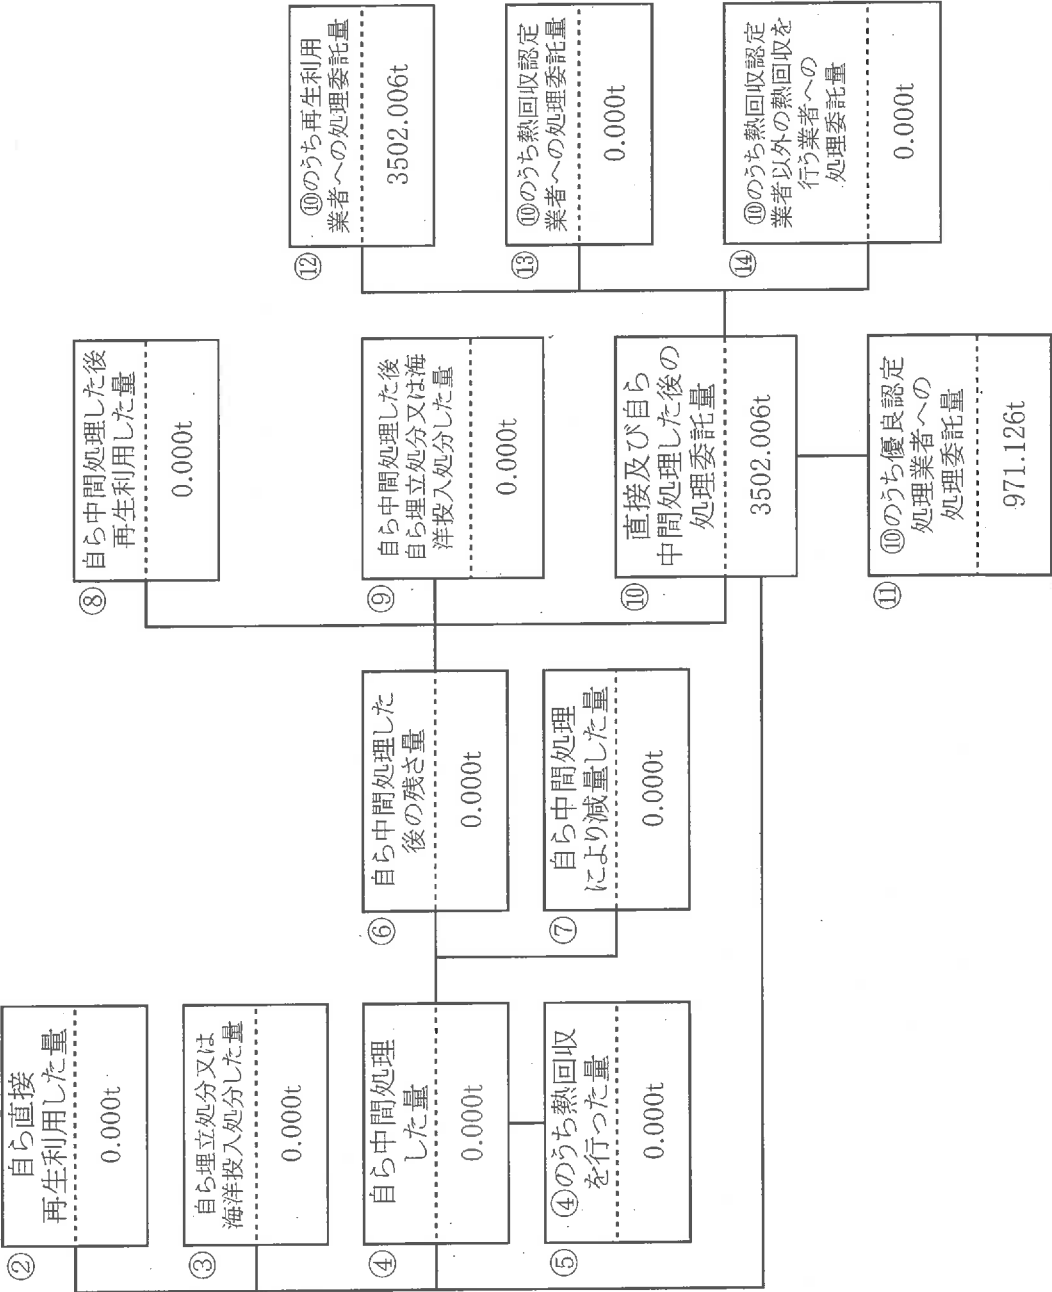 ②
自ら直接
再生利用した量
0.000t
③
自ら埋立処分又は
海洋投入処分した量
0.000t
④
自ら中間処理
した量
0.000t
⑤
④のうち熱回収
を行った量
0.000t
⑥
自ら中間処理した
後の残さ量
0.000t
⑦
自ら中間処理
により減量した量
0.000t
⑧
自ら中間処理した後
再生利用した量
0.000t
⑨
自ら中間処理した後
自ら埋立処分又は海
洋投入処分した量
0.000t
⑩
直接及び自ら
中間処理した後の
処理委託量
3502.006t
⑪
⑩のうち優良認定
処理業者への
処理委託量
971.126t
⑫
⑩のうち再生利用
業者への処理委託量
3502.006t
⑬
⑩のうち熱回収認定
業者への処理委託量
0.000t
⑭
⑩のうち熱回収認定
業者以外の熱回収を
行う業者への
処理委託量
0.000t